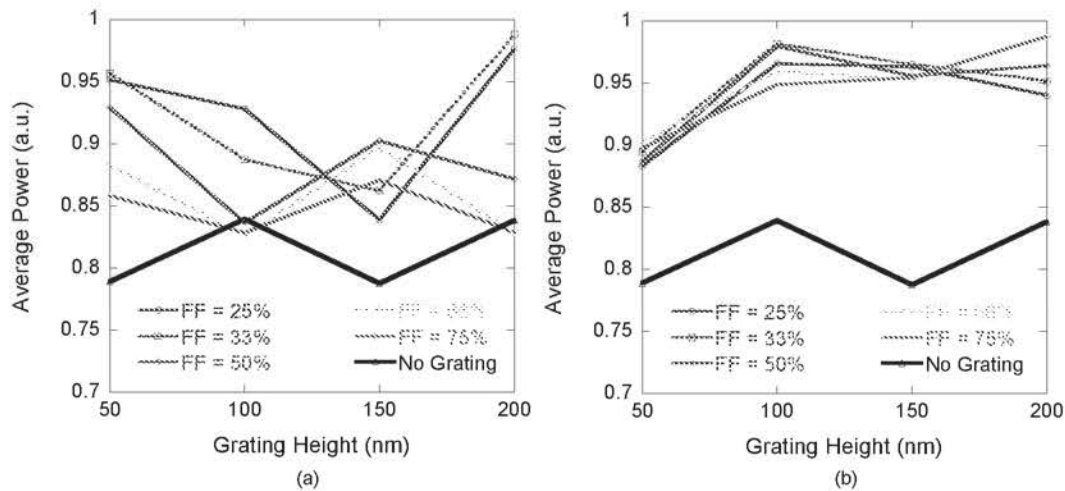 1
0.95
0.9
0.85
0.8
0.75
0.7
Average Power (a.u.)
FF = 25%
FF = 33%
FF = 50%
FF =
FF = 75%
No Grating
50
100
150
200
Grating Height (nm)
(a)
1
0.95
0.9
0.85
0.8
0.75
0.7
Average Power (a.u.)
FF = 25%
FF = 33%
FF = 50%
FF =
FF = 75%
No Grating
50
100
150
200
Grating Height (nm)
(b)